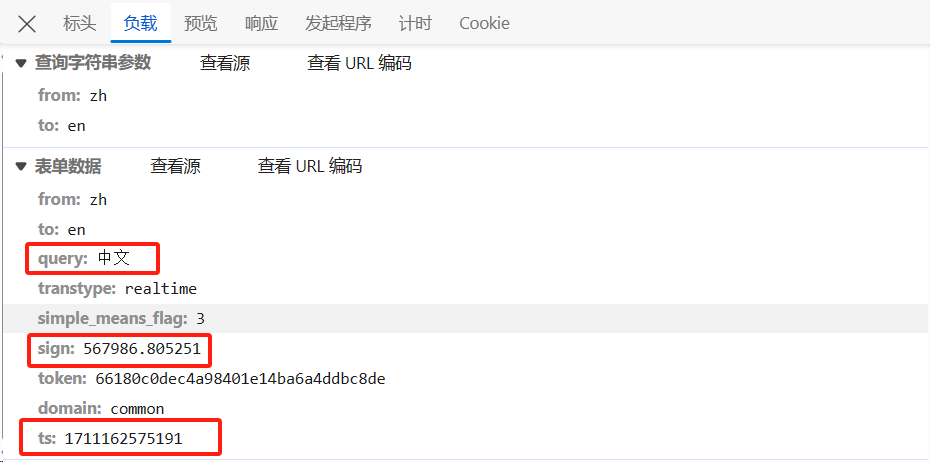 标头 负载 预览 响应 发起程序 计时 Cookie
查询字符串参数 查看源 查看 URL 编码
from: zh
to: en
表单数据 查看源 查看 URL 编码
from: zh
to: en
query: 中文
transtype: realtime
simple_means_flag: 3
sign: 567986.805251
token: 66180c0dec4a98401e14ba6a4ddbc8de
domain: common
ts: 1711162575191